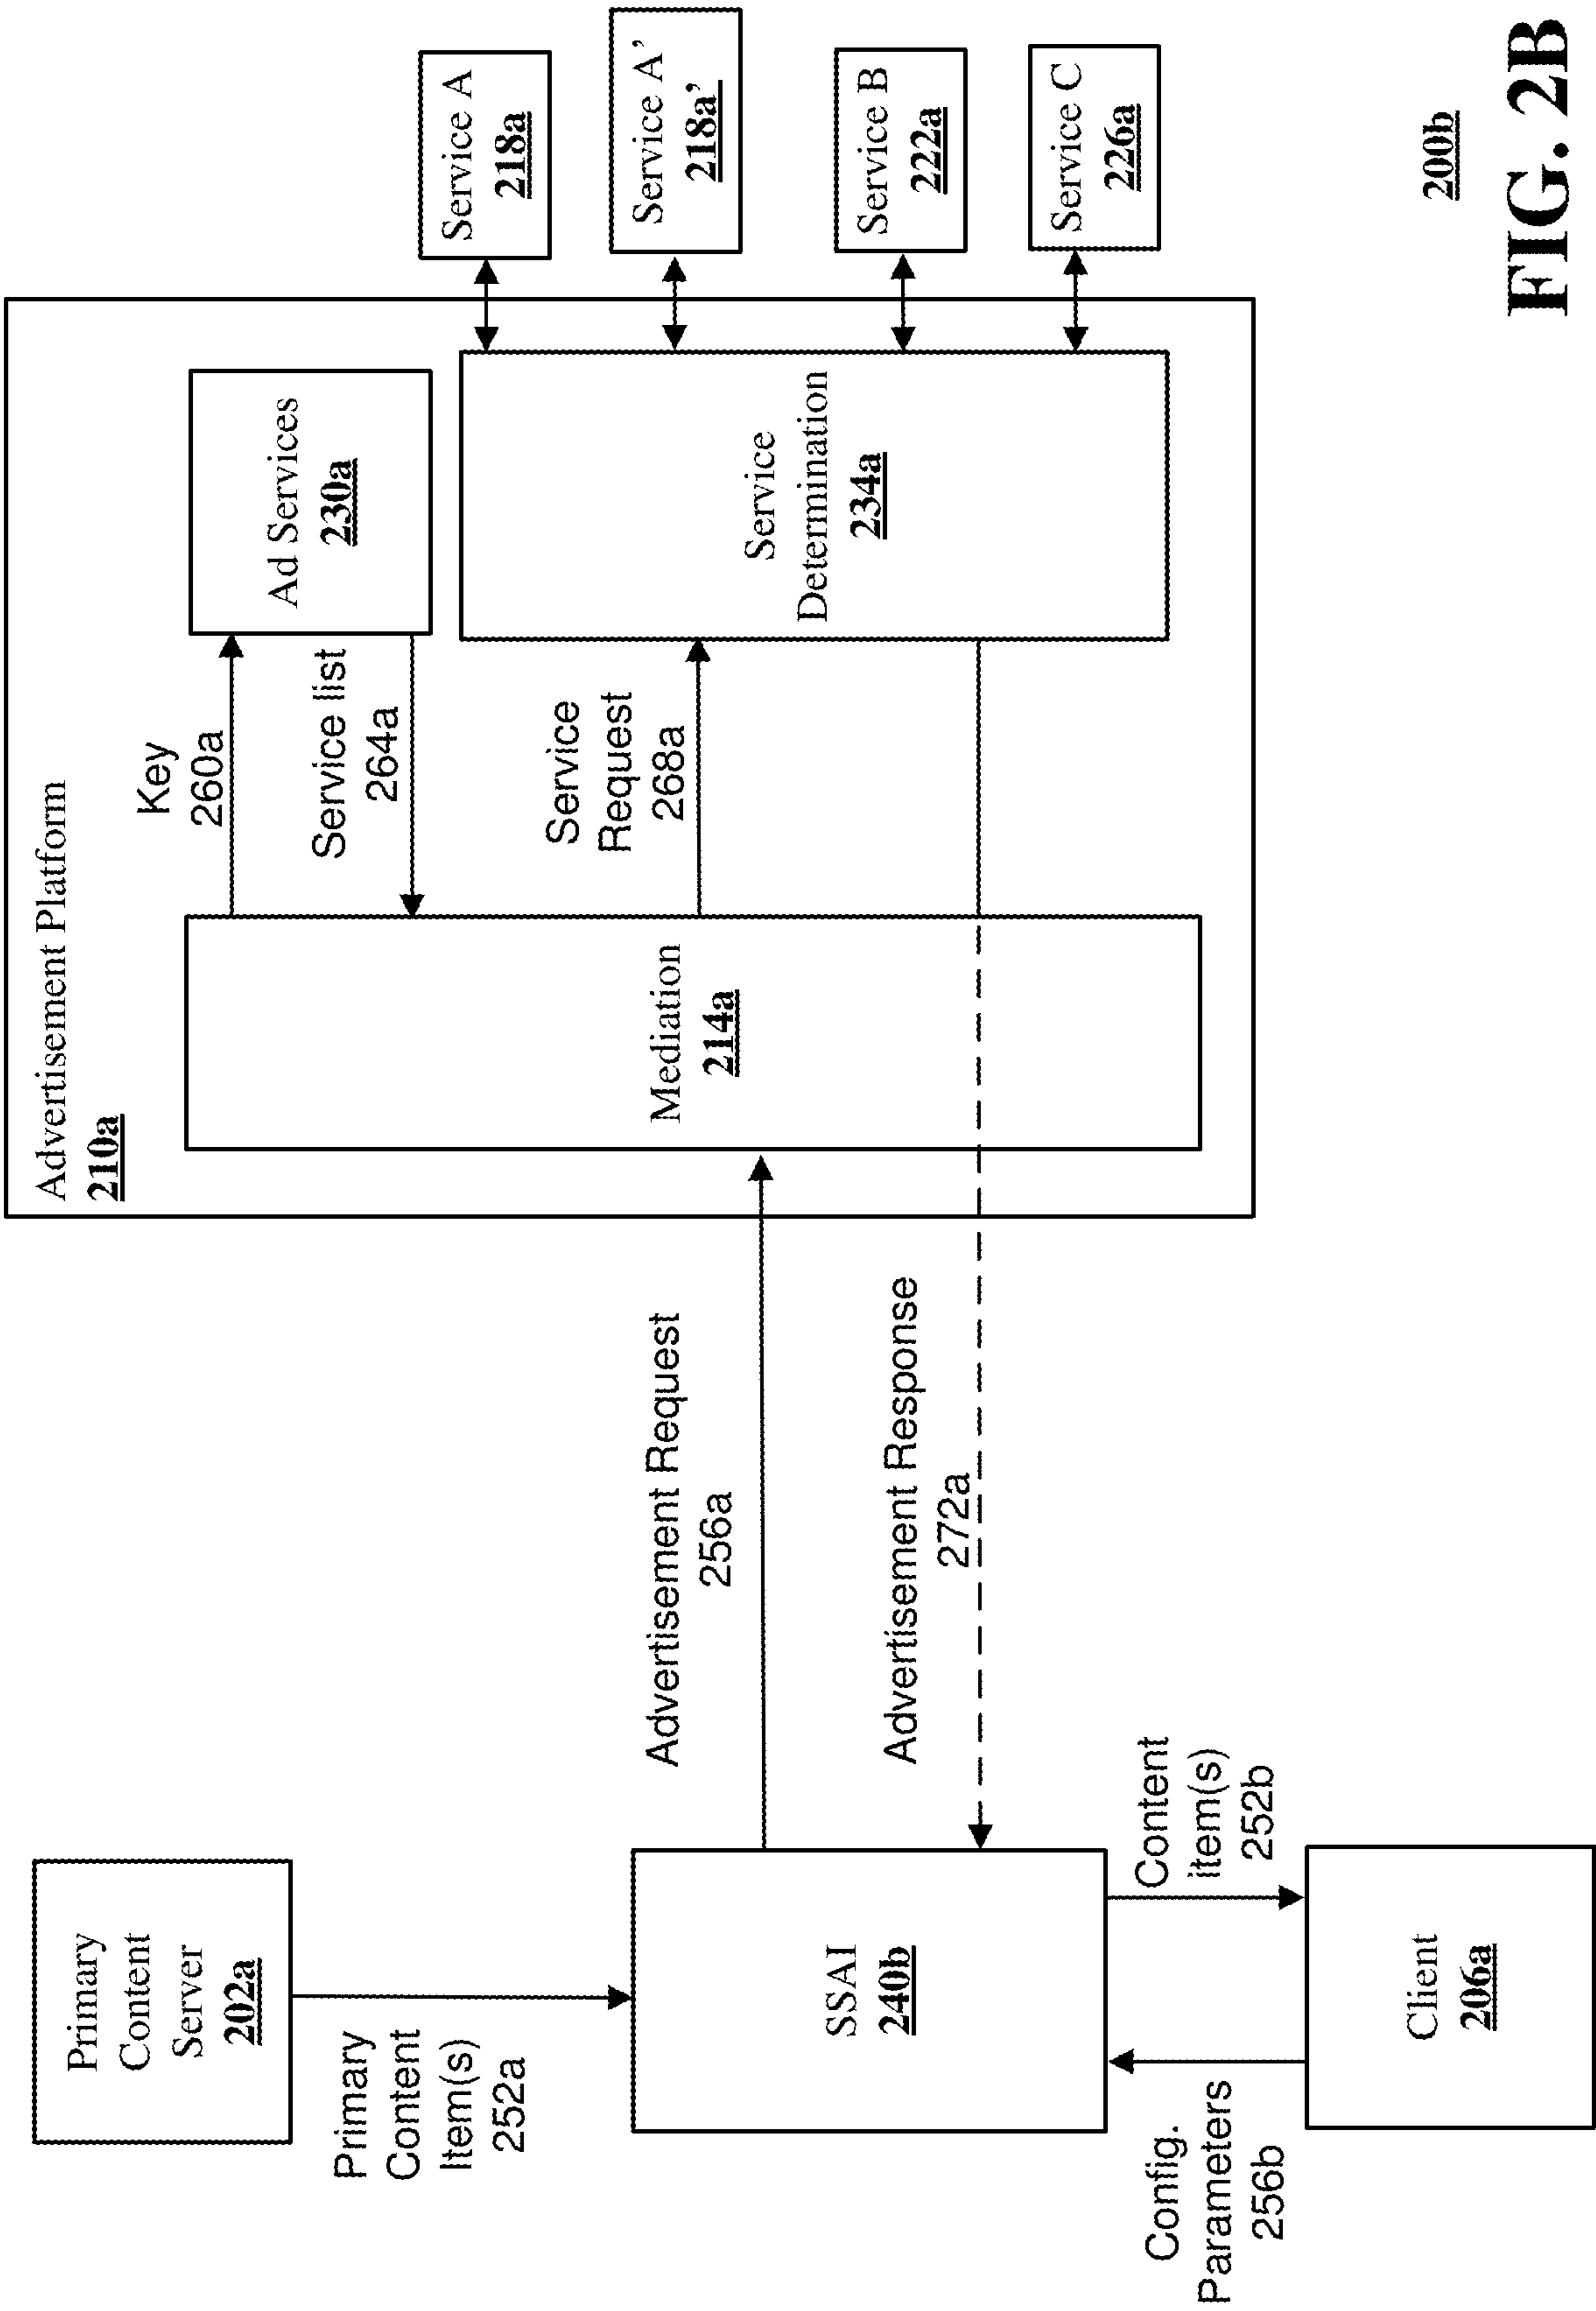 Advertisement Platform
210a
Primary
Content
Server
202a
Primary
Content
Item(s)
252a
SSAI
240b
Config.
Parameters
256b
Content
item(s)
252b
Client
206a
Advertisement Request
256a
Advertisement Response
272a
Mediation
214a
Key
260a
Service list
264a
Service
Request
268a
Ad Services
230a
Service
Determination
234a
Service A
218a
Service A’
218a’
Service B
222a
Service C
226a
200b
FIG. 2B